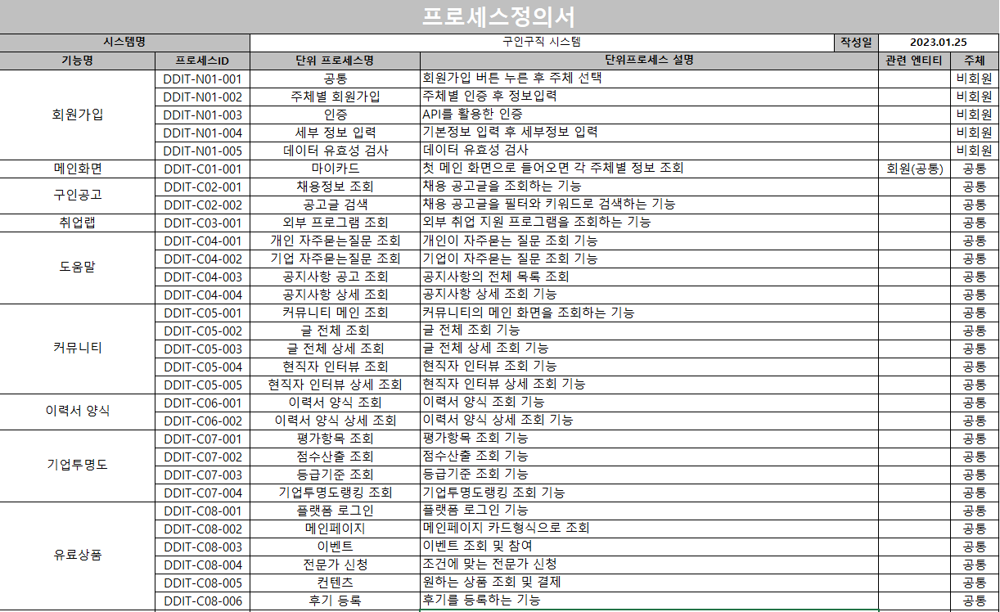 프로세스정의서
시스템명 구인구직 시스템 작성일 2023.01.25
기능명 프로세스ID 단위 프로세스명 단위프로세스 설명 관련 엔티티 주체
회원가입 DDIT-N01-001 공통 회원가입 버튼 누른 후 주체 선택 비회원
DDIT-N01-002 주체별 회원가입 주체별 인증 후 정보입력 비회원
DDIT-N01-003 인증 API를 활용한 인증 비회원
DDIT-N01-004 세부 정보 입력 기본정보 입력 후 세부정보 입력 비회원
DDIT-N01-005 데이터 유효성 검사 데이터 유효성 검사 비회원
메인화면 DDIT-C01-001 마이카드 첫 메인 화면으로 들어오면 각 주체별 정보 조회 회원(공통) 공통
구인공고 DDIT-C02-001 채용정보 조회 채용 공고글을 조회하는 기능 공통
DDIT-C02-002 공고글 검색 채용 공고글을 필터와 키워드로 검색하는 기능 공통
취업랩 DDIT-C03-001 외부 프로그램 조회 외부 취업 지원 프로그램을 조회하는 기능 공통
도움말 DDIT-C04-001 개인 자주묻는질문 조회 개인이 자주묻는 질문 조회 기능 공통
DDIT-C04-002 기업 자주묻는질문 조회 기업이 자주묻는 질문 조회 기능 공통
DDIT-C04-003 공지사항 공고 조회 공지사항의 전체 목록 조회 공통
DDIT-C04-004 공지사항 상세 조회 공지사항 상세 조회 기능 공통
커뮤니티 DDIT-C05-001 커뮤니티 메인 조회 커뮤니티의 메인 화면을 조회하는 기능 공통
DDIT-C05-002 글 전체 조회 글 전체 조회 기능 공통
DDIT-C05-003 글 전체 상세 조회 글 전체 상세 조회 기능 공통
DDIT-C05-004 현직자 인터뷰 조회 현직자 인터뷰 조회 기능 공통
DDIT-C05-005 현직자 인터뷰 상세 조회 현직자 인터뷰 상세 조회 기능 공통
이력서 양식 DDIT-C06-001 이력서 양식 조회 이력서 양식 조회 기능 공통
DDIT-C06-002 이력서 양식 상세 조회 이력서 양식 상세 조회 기능 공통
기업투명도 DDIT-C07-001 평가항목 조회 평가항목 조회 기능 공통
DDIT-C07-002 점수산출 조회 점수산출 조회 기능 공통
DDIT-C07-003 등급기준 조회 등급기준 조회 기능 공통
DDIT-C07-004 기업투명도랭킹 조회 기업투명도랭킹 조회 기능 공통
유료상품 DDIT-C08-001 플랫폼 로그인 플랫폼 로그인 기능 공통
DDIT-C08-002 메인페이지 메인페이지 카드형식으로 조회 공통
DDIT-C08-003 이벤트 이벤트 조회 및 참여 공통
DDIT-C08-004 전문가 신청 조건에 맞는 전문가 신청 공통
DDIT-C08-005 컨텐츠 원하는 상품 조회 및 결제 공통
DDIT-C08-006 후기 등록 후기를 등록하는 기능 공통